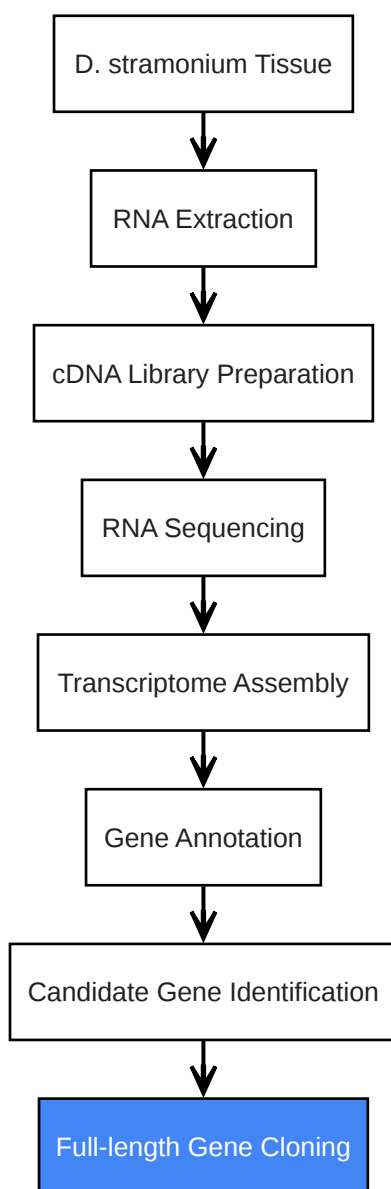 D. stramonium Tissue
RNA Extraction
cDNA Library Preparation
RNA Sequencing
Transcriptome Assembly
Gene Annotation
Candidate Gene Identification
Full-length Gene Cloning